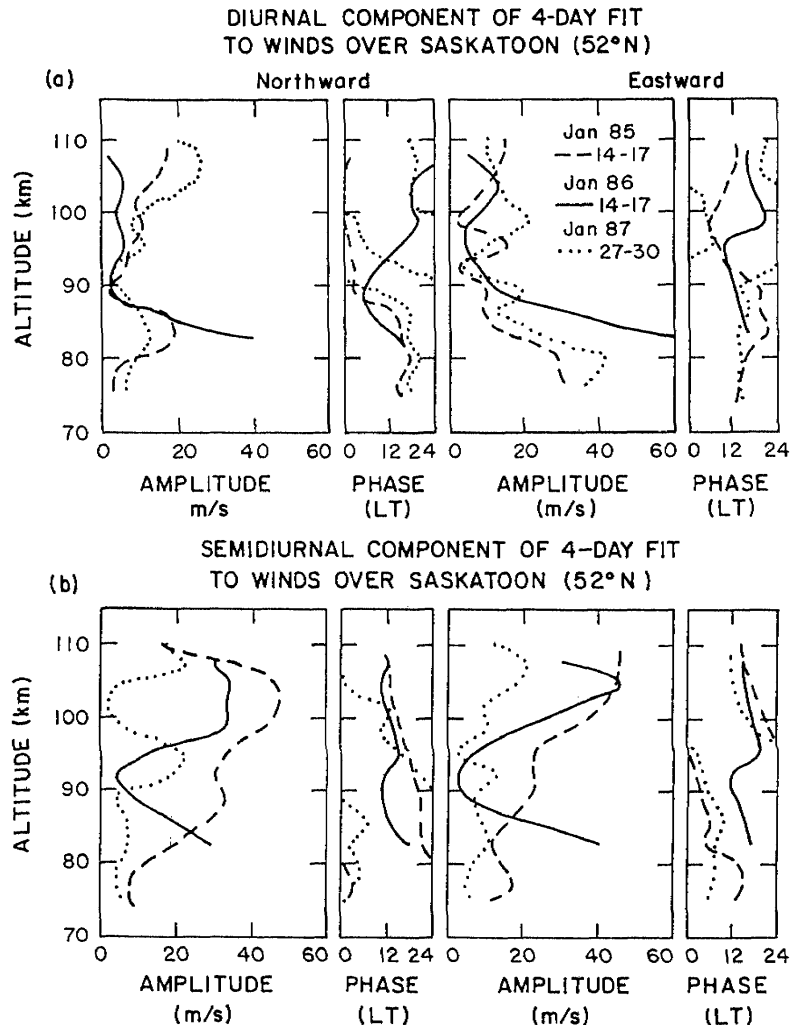 DIURNAL COMPONENT OF 4-DAY FIT
TO WINDS OVER SASKATOON (52°N)
(a) Northward Eastward
ALTITUDE (km)
110
100
90
80
70
Jan 85
14-17
Jan 86
14-17
Jan 87
27-30
0 20 40 60 0 12 24 0 20 40 60 0 12 24
AMPLITUDE PHASE AMPLITUDE PHASE
m/s (LT) (m/s) (LT)
SEMIDIURNAL COMPONENT OF 4-DAY FIT
(b) TO WINDS OVER SASKATOON (52°N)
ALTITUDE (km)
110
100
90
80
70
0 20 40 60 0 12 24 0 20 40 60 0 12 24
AMPLITUDE PHASE AMPLITUDE PHASE
(m/s) (LT) (m/s) (LT)